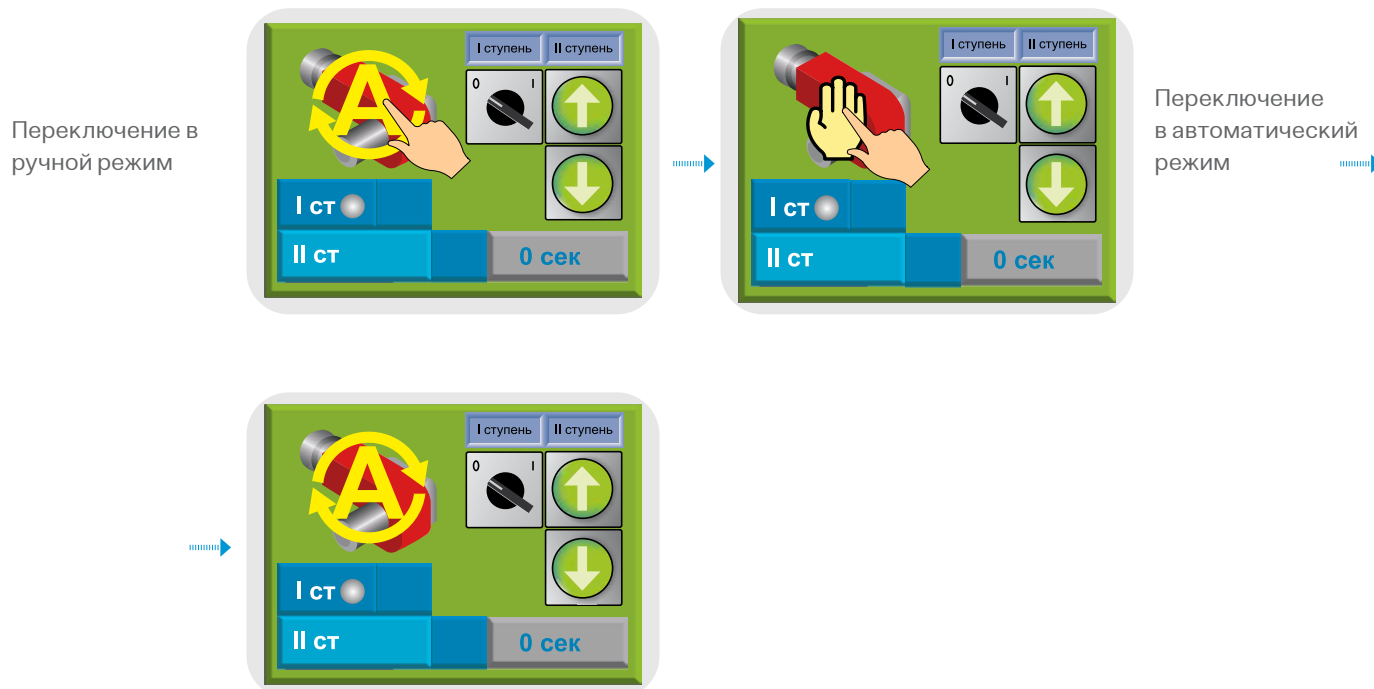 Переключение в
ручной режим
I ступень II ступень
0 I
A
I ст
II ст
0 сек
I ступень II ступень
0 I
I ст
II ст
0 сек
Переключение
в автоматический
режим
I ступень II ступень
0 I
A
I ст
II ст
0 сек